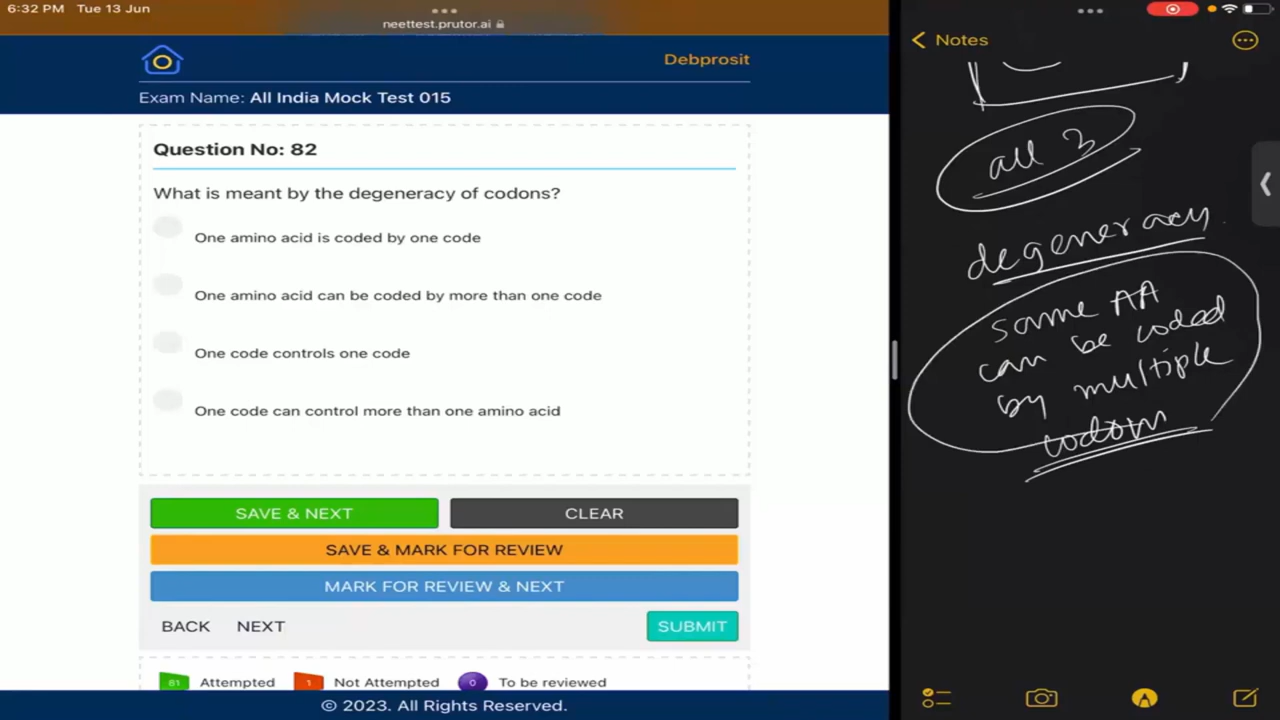 6:32 PM Tue 13 Jun
neettest.prutor.ai
Debprosit
Exam Name: All India Mock Test 015
Question No: 82
What is meant by the degeneracy of codons?
One amino acid is coded by one code
One amino acid can be coded by more than one code
One code controls one code
One code can control more than one amino acid
SAVE & NEXT
CLEAR
SAVE & MARK FOR REVIEW
MARK FOR REVIEW & NEXT
BACK
NEXT
SUBMIT
81 Attempted
1 Not Attempted
0 To be reviewed
© 2023. All Rights Reserved.
Notes
all 3
degeneracy
same AA
can be coded
by multiple
codons